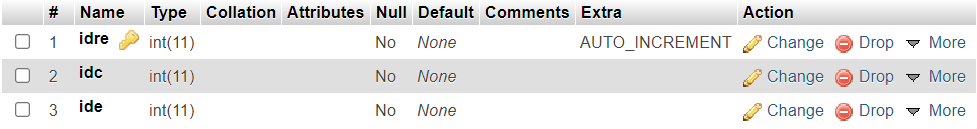 # Name Type Collation Attributes Null Default Comments Extra Action
1 idre int(11) No None AUTO_INCREMENT Change Drop More
2 idc int(11) No None Change Drop More
3 ide int(11) No None Change Drop More